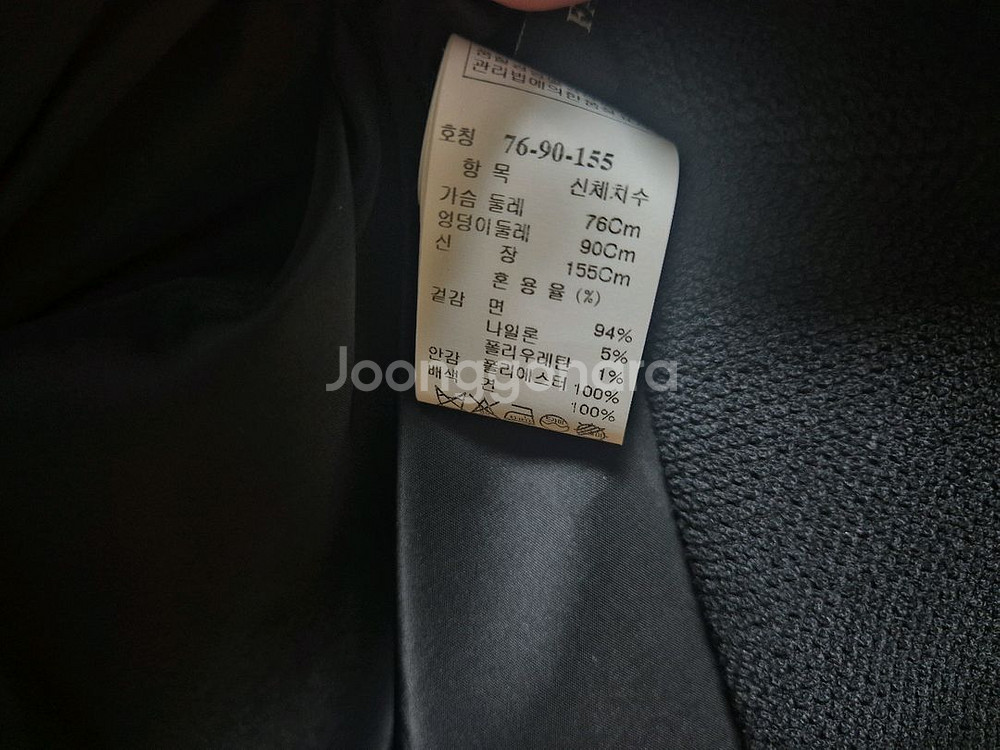 관리법에의한품질
호칭 76-90-155
항 목 신체치수
가슴 둘레 76Cm
엉덩이둘레 90Cm
신 장 155Cm
혼 용 율 (%)
겉감 면 94%
나일론 5%
폴리우레탄 1%
안감 폴리에스터 100%
배색 견 100%
Joonggonara